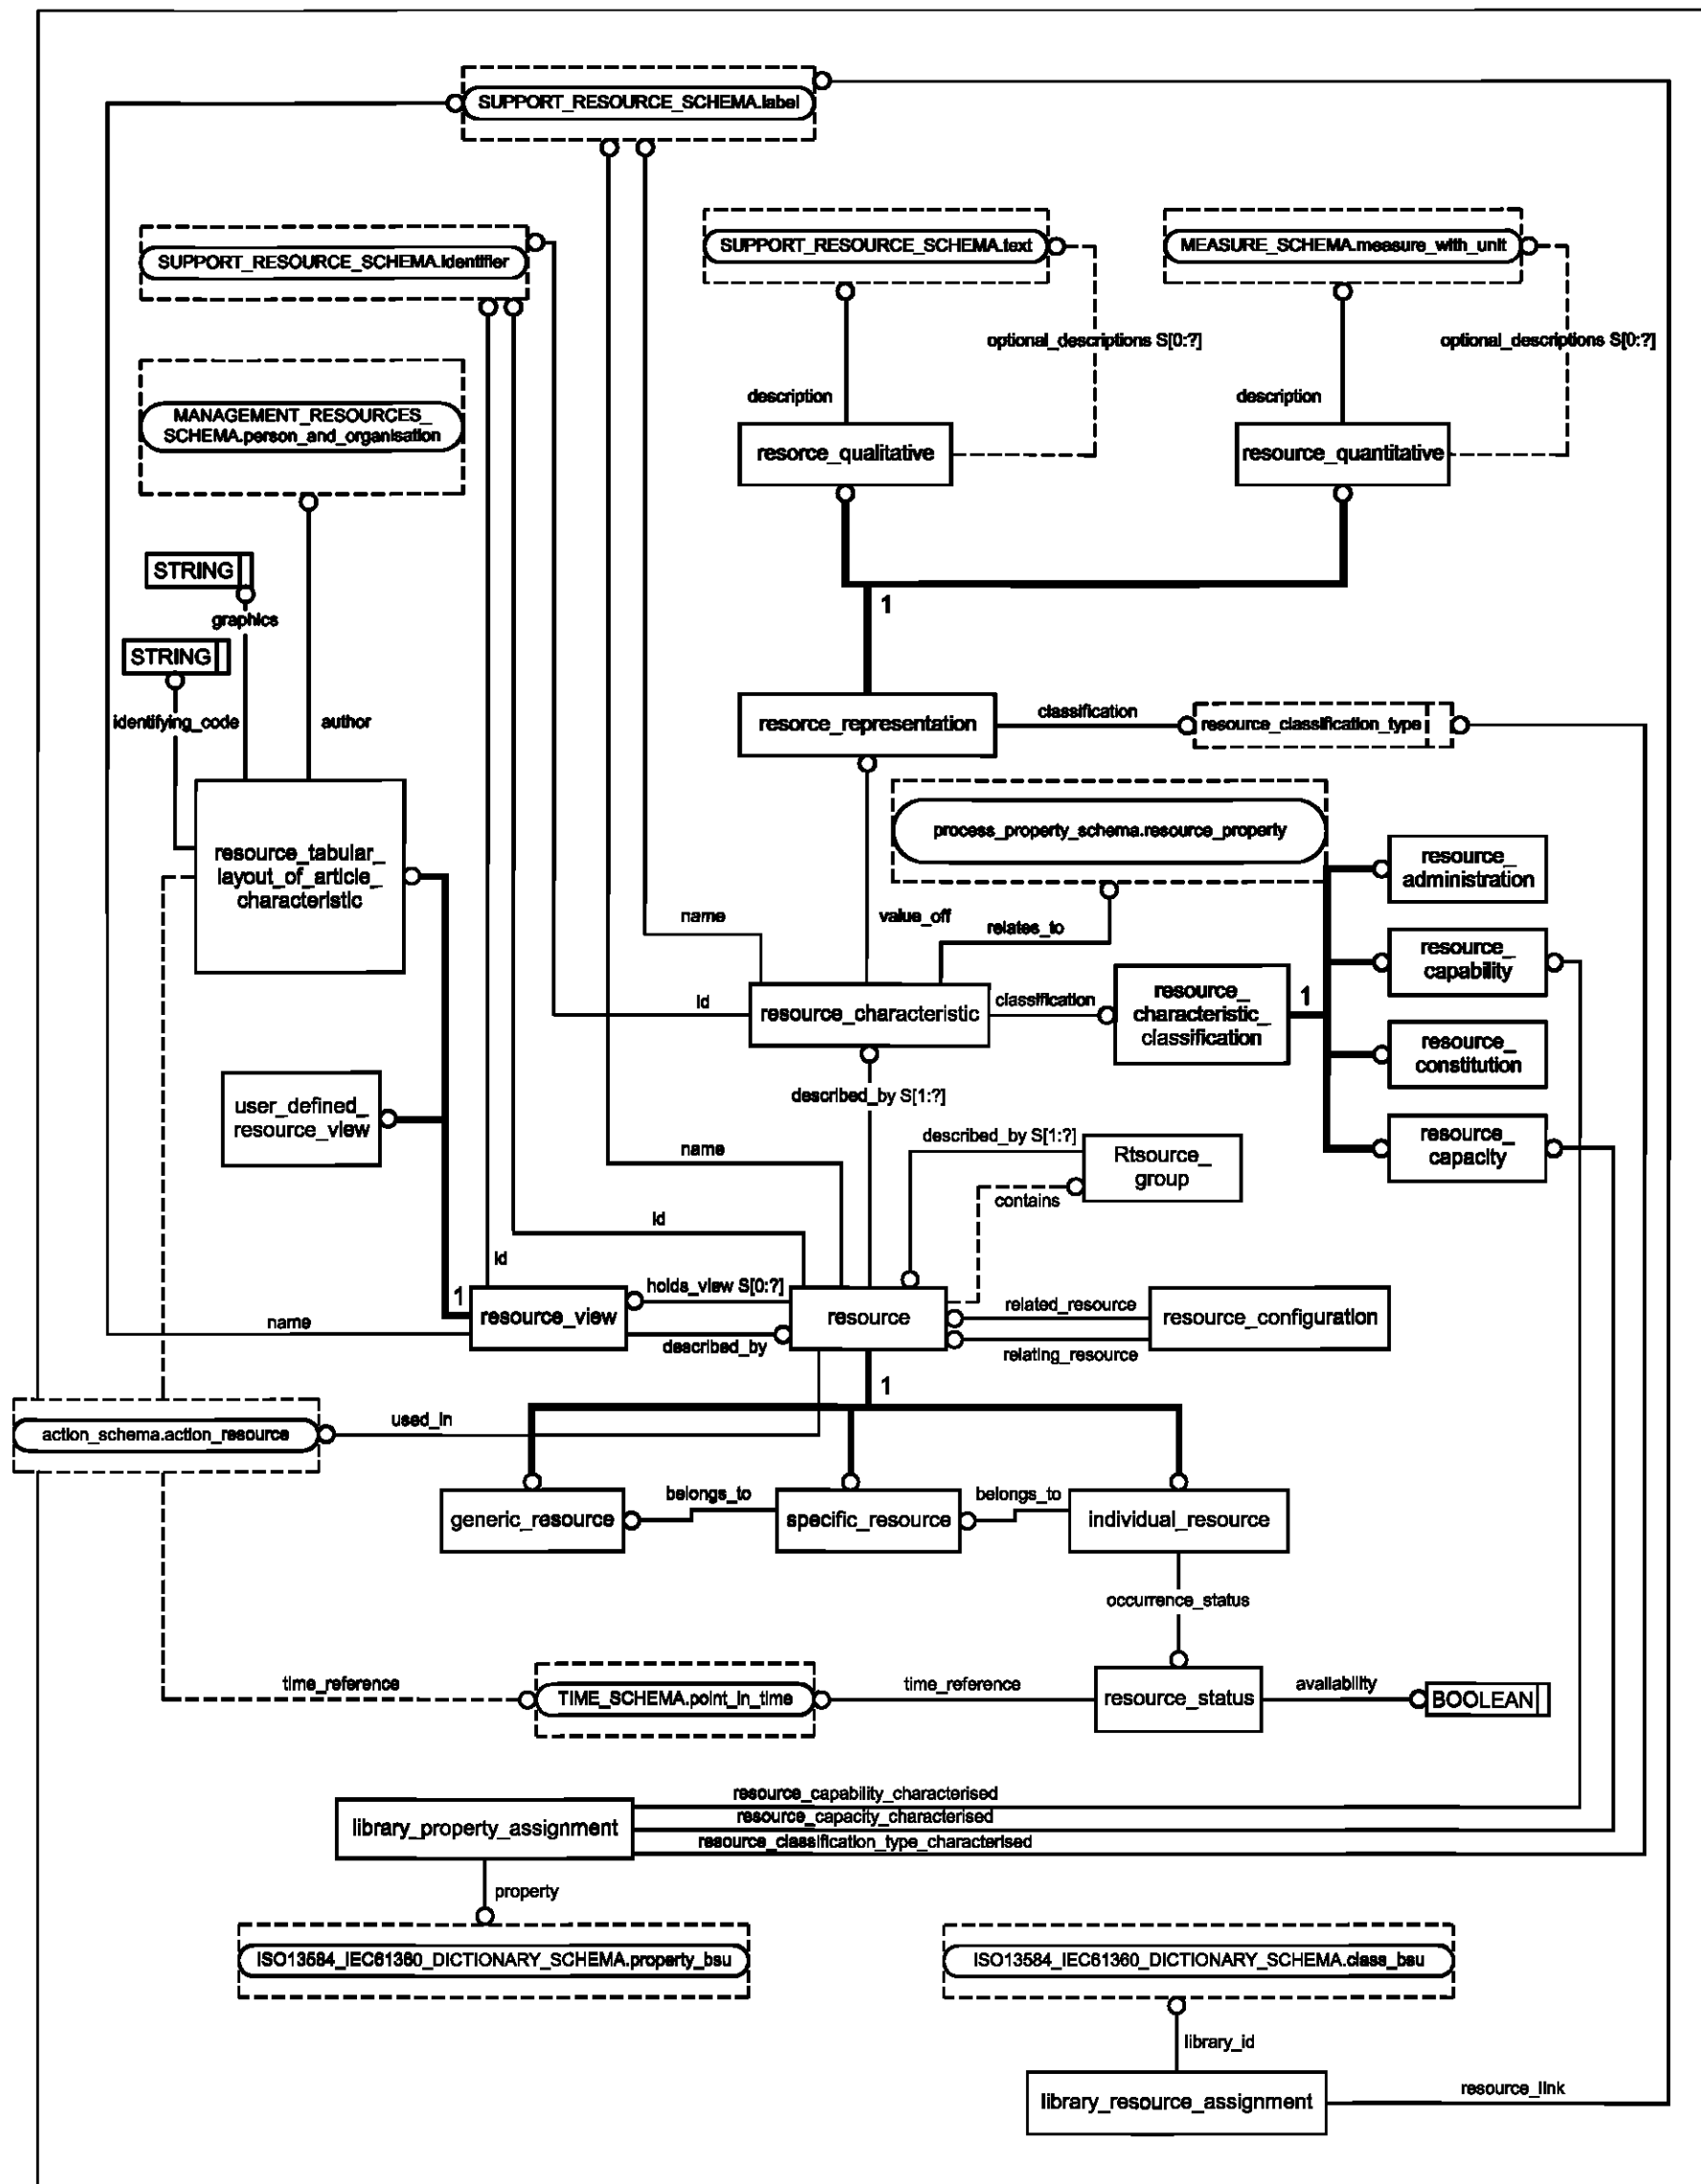 SUPPORT_RESOURCE_SCHEMA.label
SUPPORT_RESOURCE_SCHEMA.identifier
SUPPORT_RESOURCE_SCHEMA.text
MEASURE_SCHEMA.measure_with_unit
optional_descriptions S[0:?]
optional_descriptions S[0:?]
description
description
MANAGEMENT_RESOURCES_
SCHEMA.person_and_organisation
resorce_qualitative
resource_quantitative
STRING
graphics
1
STRING
identifying_code
author
resorce_representation
classification
resource_classification_type
process_property_schema.resource_property
resource_tabular_
layout_of_article_
characteristic
resource_
administration
name
value_off
relates_to
resource_
capability
id
resource_characteristic
classification
resource_
characteristic_
classification
1
resource_
constitution
described_by S[1:?]
user_defined_
resource_view
name
described_by S[1:?]
Rtsource_
group
resource_
capacity
contains
id
id
holds_view S[0:?]
1
resource_view
resource
related_resource
resource_configuration
name
described_by
relating_resource
1
action_schema.action_resource
used_in
generic_resource
belongs_to
specific_resource
belongs_to
individual_resource
occurrence_status
time_reference
TIME_SCHEMA.point_in_time
time_reference
resource_status
availability
BOOLEAN
resource_capability_characterised
library_property_assignment
resource_capacity_characterised
resource_classification_type_characterised
property
ISO13584_IEC61360_DICTIONARY_SCHEMA.property_bsu
ISO13584_IEC61360_DICTIONARY_SCHEMA.class_bsu
library_id
library_resource_assignment
resource_link